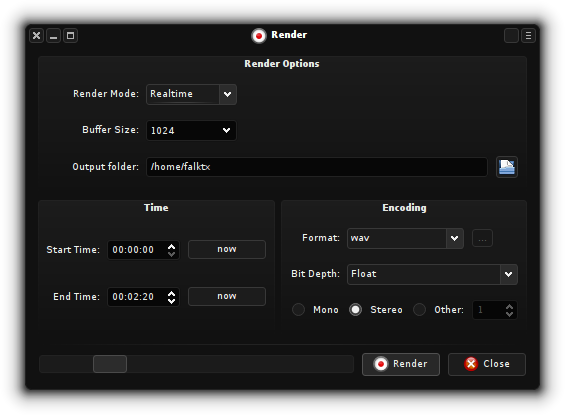 Render
Render Options
Render Mode: Realtime
Buffer Size: 1024
Output folder: /home/falktx
Time
Start Time: 00:00:00 now
End Time: 00:02:20 now
Encoding
Format: wav ...
Bit Depth: Float
Mono Stereo Other: 1
Render Close